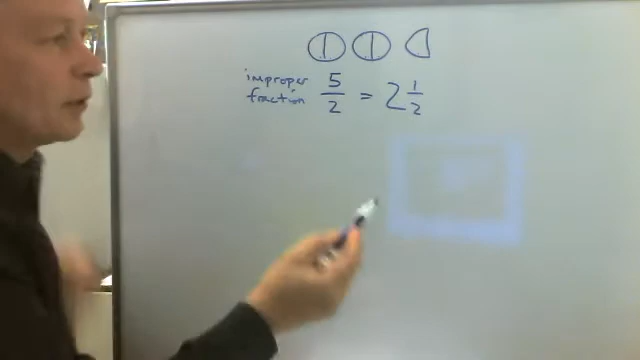 improper fraction 5/2 = 2 1/2